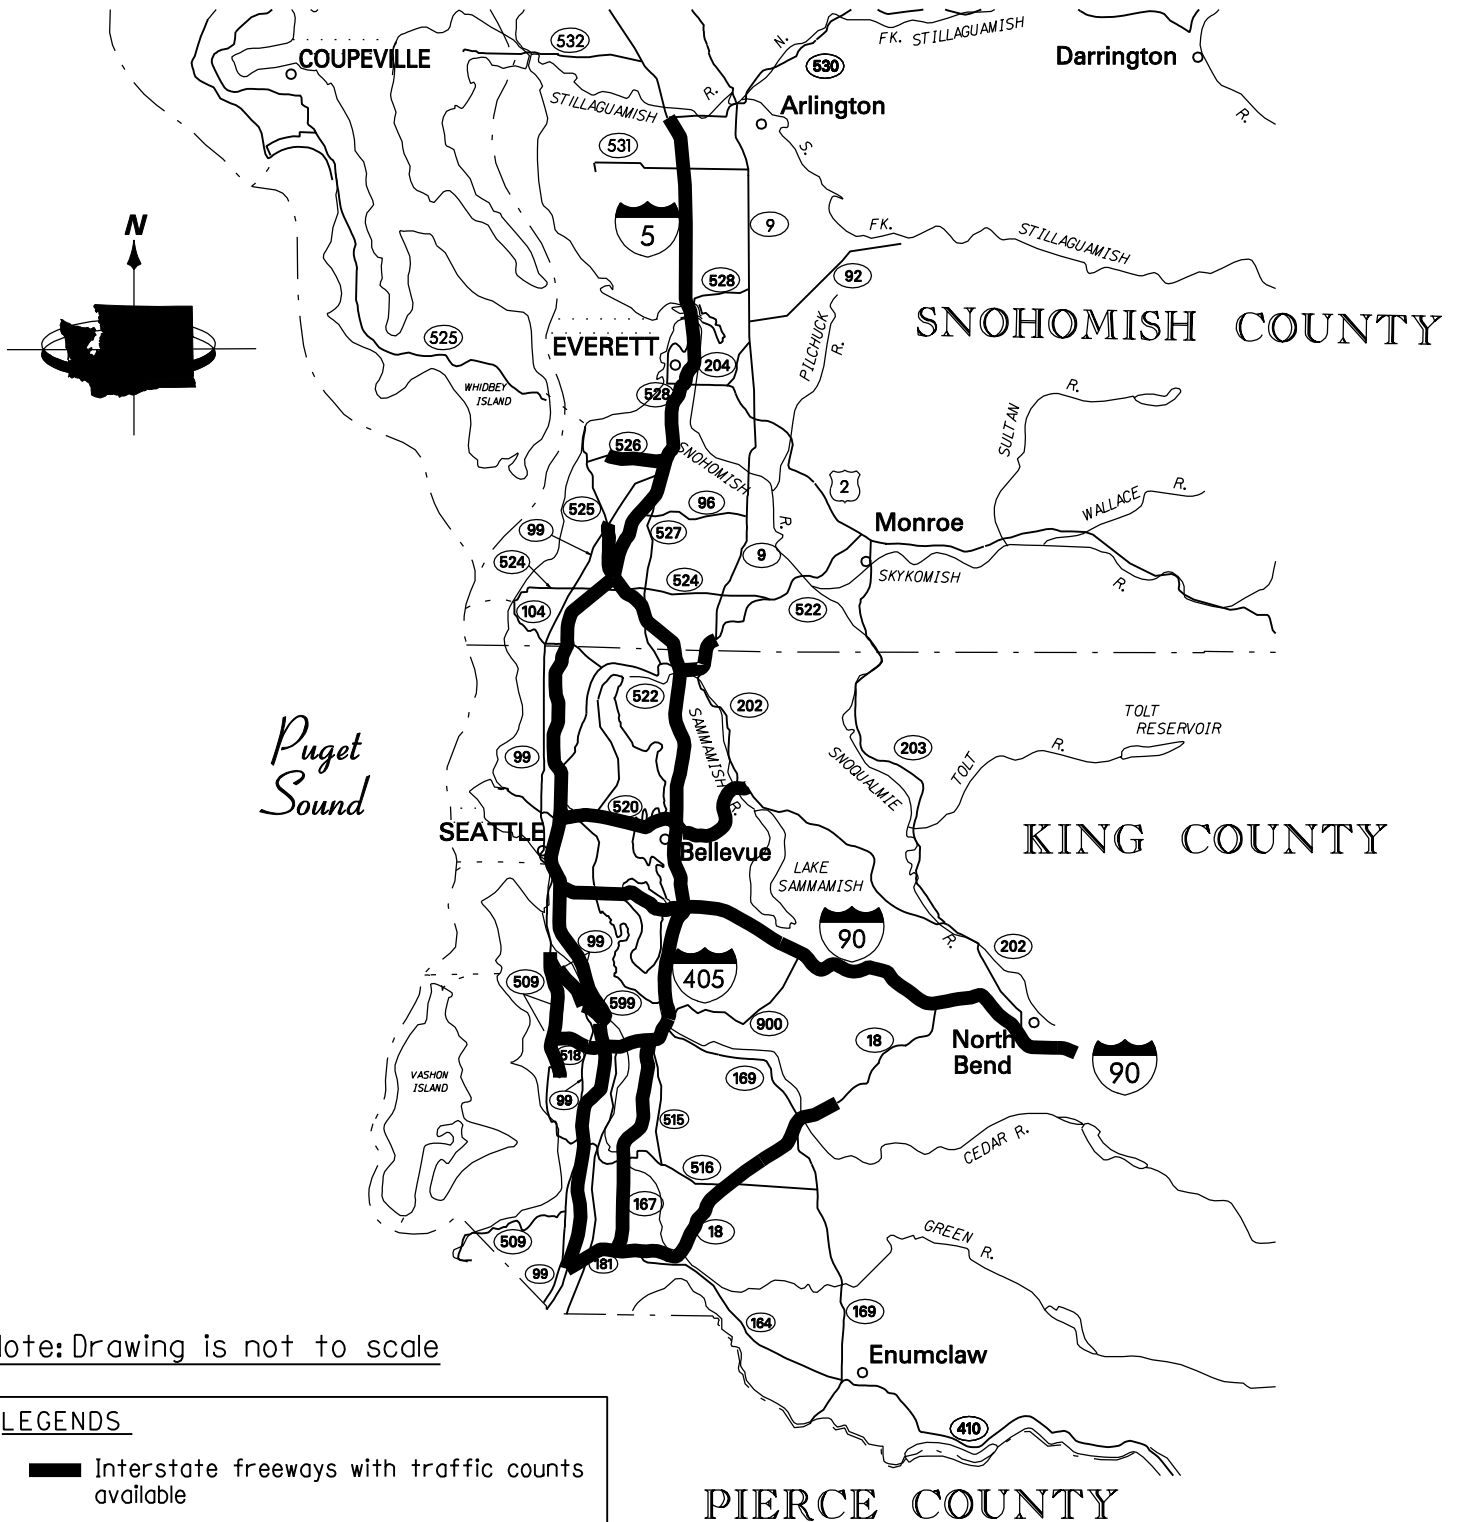 532
COUPEVILLE
N.
FK. STILLAGUAMISH
530
Darrington
STILLAGUAMISH
R.
Arlington
R.
531
S.
N
5
9
FK.
STILLAGUAMISH
528
92
SNOHOMISH COUNTY
525
EVERETT
PILCHUCK
R.
204
WHIDBEY
ISLAND
528
R.
SULTAN
526
SNOHOMISH
2
R.
WALLACE
525
96
99
527
R.
Monroe
524
9
524
SKYKOMISH
R.
104
522
522
202
SAMMAMISH
R.
TOLT
RESERVOIR
Puget
Sound
99
203
R.
SNOQUALMIE
TOLT
520
SEATTLE
Bellevue
KING COUNTY
LAKE
SAMMAMISH
90
99
R.
202
405
509
599
900
18
North
Bend
518
90
VASHON
ISLAND
169
99
515
CEDAR R.
516
167
18
GREEN
R.
509
99
181
164
169
Enumclaw
ote: Drawing is not to scale
410
LEGENDS
Interstate freeways with traffic counts
available
PIERCE COUNTY